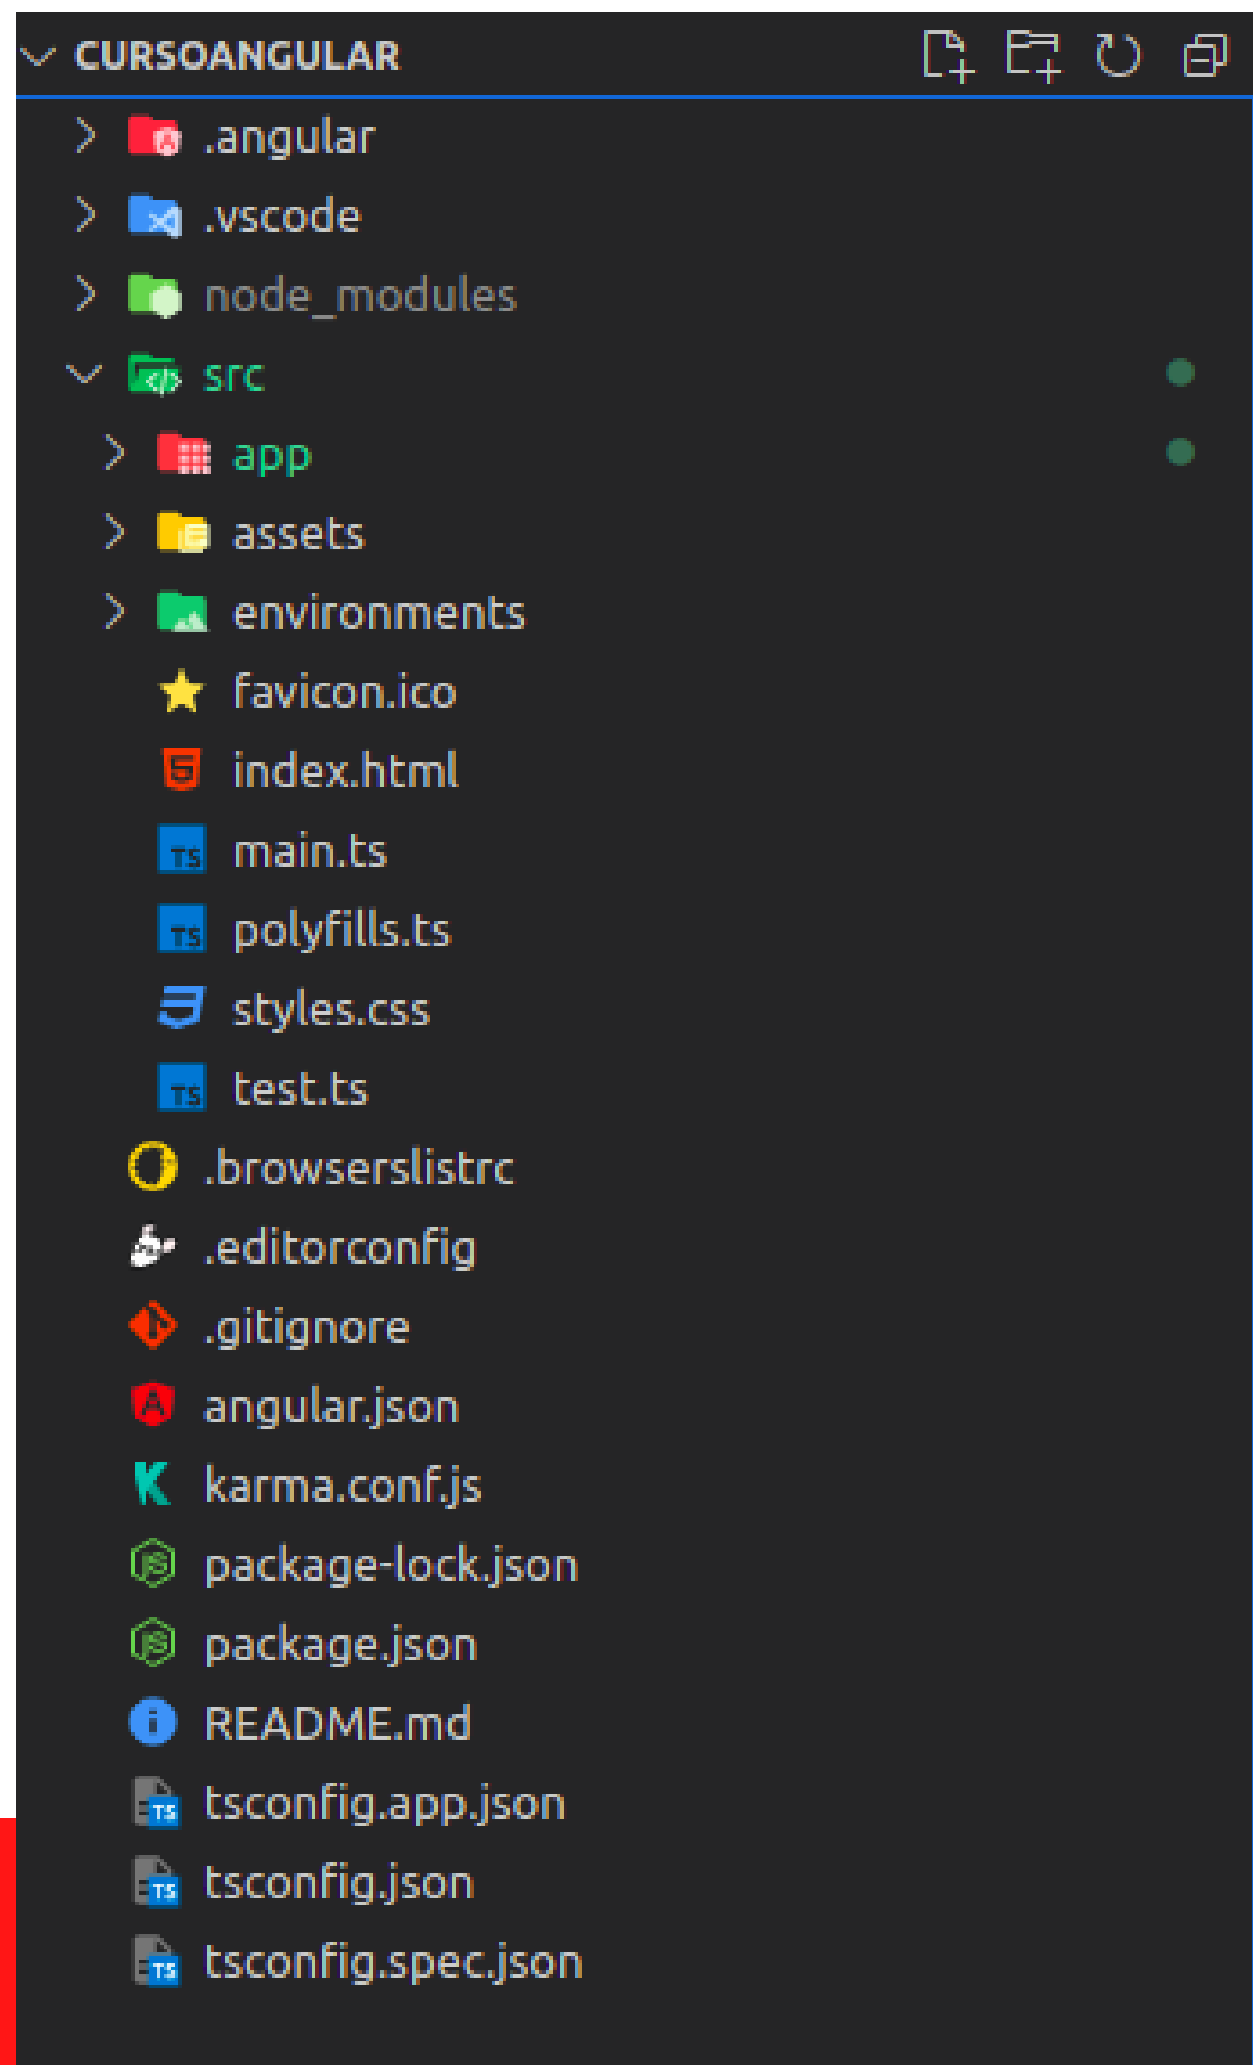 CURSOANGULAR
.angular
.vscode
node_modules
src
app
assets
environments
favicon.ico
index.html
main.ts
polyfills.ts
styles.css
test.ts
.browserslistrc
.editorconfig
.gitignore
angular.json
karma.conf.js
package-lock.json
package.json
README.md
tsconfig.app.json
tsconfig.json
tsconfig.spec.json